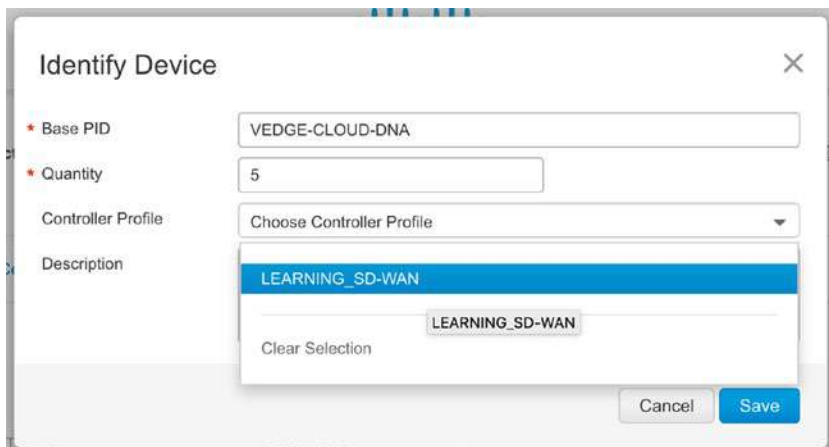 Identify Device
* Base PID
VEDGE-CLOUD-DNA
* Quantity
5
Controller Profile
Choose Controller Profile
Description
LEARNING_SD-WAN
LEARNING_SD-WAN
Clear Selection
Cancel
Save